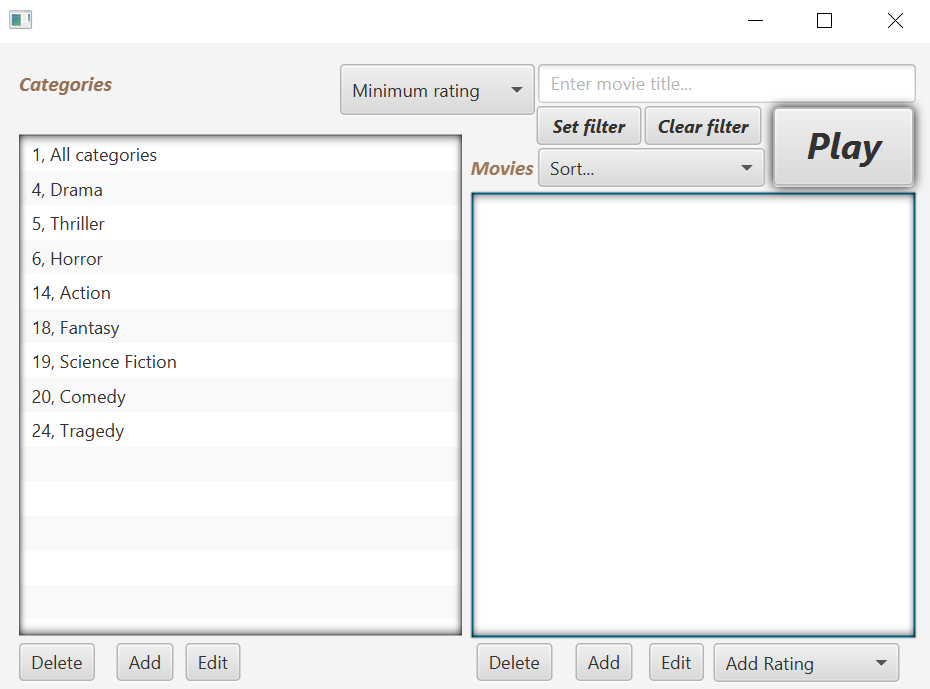 Categories
Minimum rating
Enter movie title...
Set filter
Clear filter
Play
Movies
Sort...
1, All categories
4, Drama
5, Thriller
6, Horror
14, Action
18, Fantasy
19, Science Fiction
20, Comedy
24, Tragedy
Delete
Add
Edit
Delete
Add
Edit
Add Rating